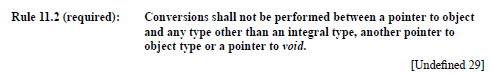 Rule 11.2 (required): Conversions shall not be performed between a pointer to object
and any type other than an integral type, another pointer to
object type or a pointer to void.
[Undefined 29]